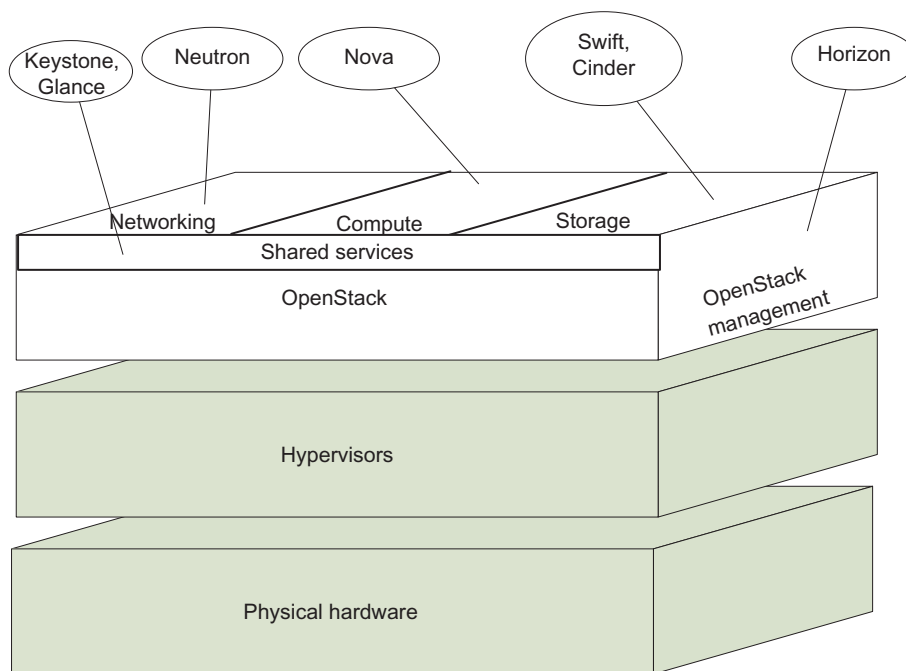 Keystone,
Glance
Neutron
Nova
Swift,
Cinder
Horizon
Networking
Compute
Storage
Shared services
OpenStack
OpenStack
management
Hypervisors
Physical hardware